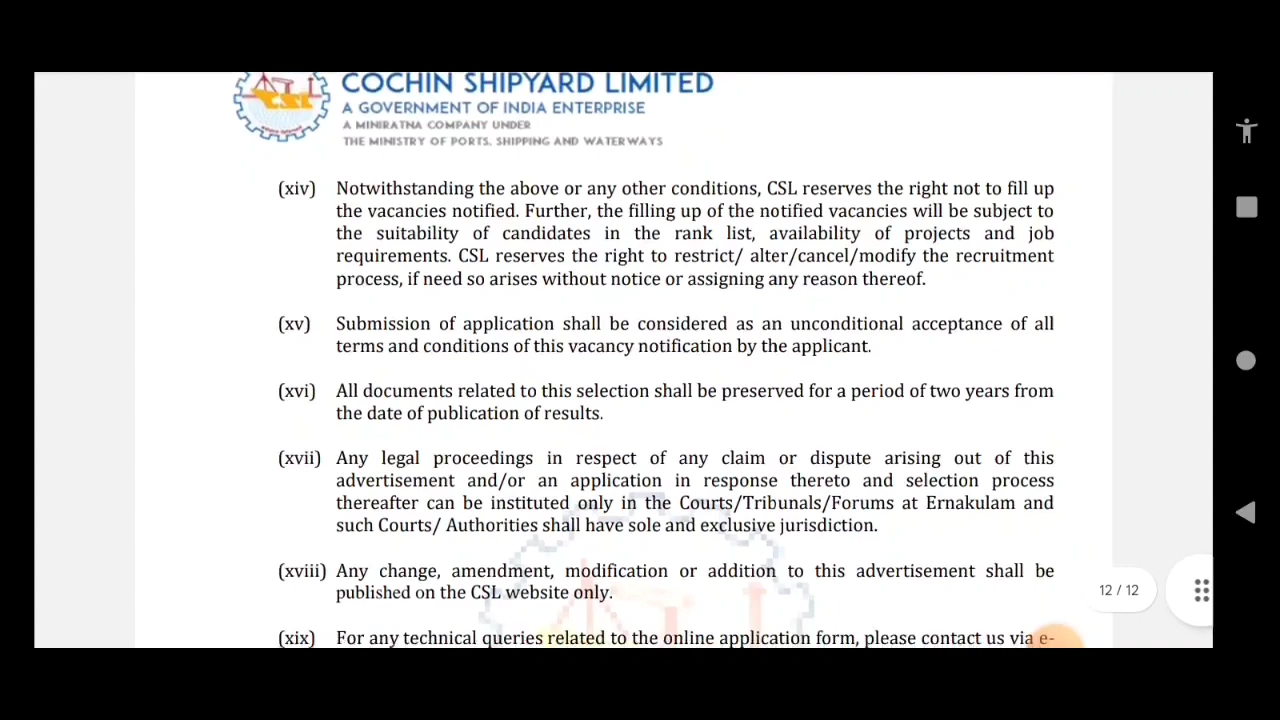 COCHIN SHIPYARD LIMITED
A GOVERNMENT OF INDIA ENTERPRISE
A MINIRATNA COMPANY UNDER
THE MINISTRY OF PORTS, SHIPPING AND WATERWAYS
CSL
(xiv) Notwithstanding the above or any other conditions, CSL reserves the right not to fill up
the vacancies notified. Further, the filling up of the notified vacancies will be subject to
the suitability of candidates in the rank list, availability of projects and job
requirements. CSL reserves the right to restrict/ alter/cancel/modify the recruitment
process, if need so arises without notice or assigning any reason thereof.
(xv) Submission of application shall be considered as an unconditional acceptance of all
terms and conditions of this vacancy notification by the applicant.
(xvi) All documents related to this selection shall be preserved for a period of two years from
the date of publication of results.
(xvii) Any legal proceedings in respect of any claim or dispute arising out of this
advertisement and/or an application in response thereto and selection process
thereafter can be instituted only in the Courts/Tribunals/Forums at Ernakulam and
such Courts/ Authorities shall have sole and exclusive jurisdiction.
(xviii) Any change, amendment, modification or addition to this advertisement shall be
published on the CSL website only.
12 / 12
(xix) For any technical queries related to the online application form, please contact us via e-